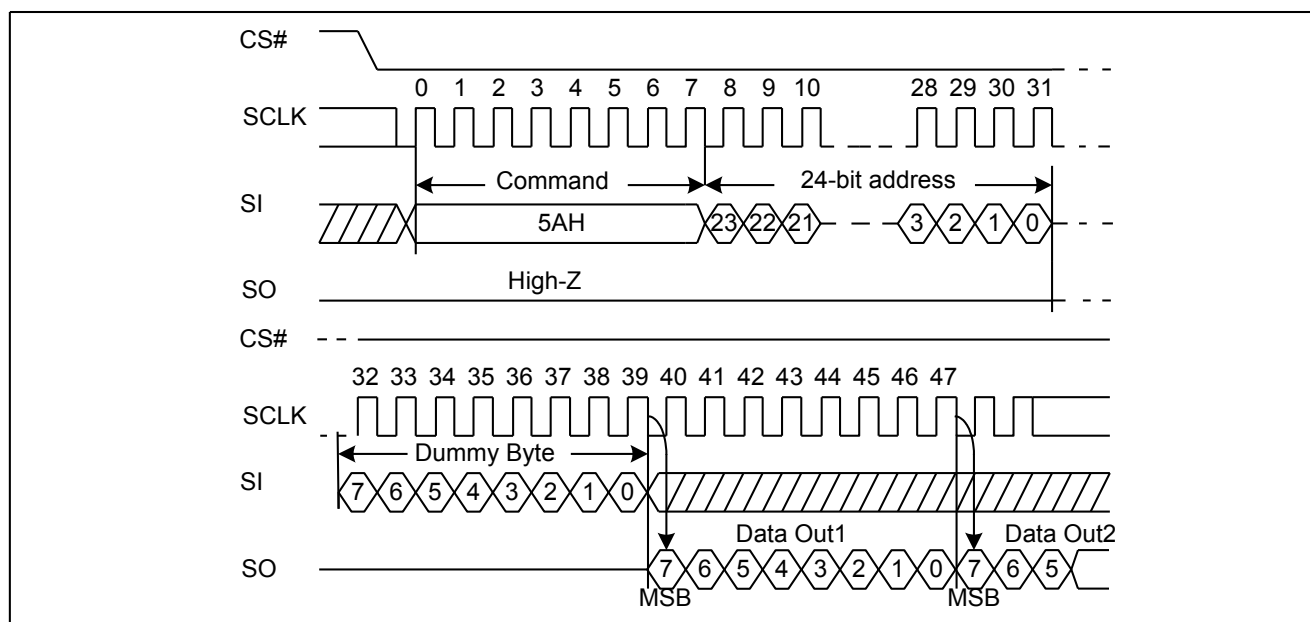 CS#
0 1 2 3 4 5 6 7 8 9 10 28 29 30 31
SCLK
Command 24-bit address
SI
5AH 23 22 21 3 2 1 0
High-Z
SO
CS#
32 33 34 35 36 37 38 39 40 41 42 43 44 45 46 47
SCLK
Dummy Byte
SI
7 6 5 4 3 2 1 0
Data Out1 Data Out2
SO
7 6 5 4 3 2 1 0 7 6 5
MSB MSB